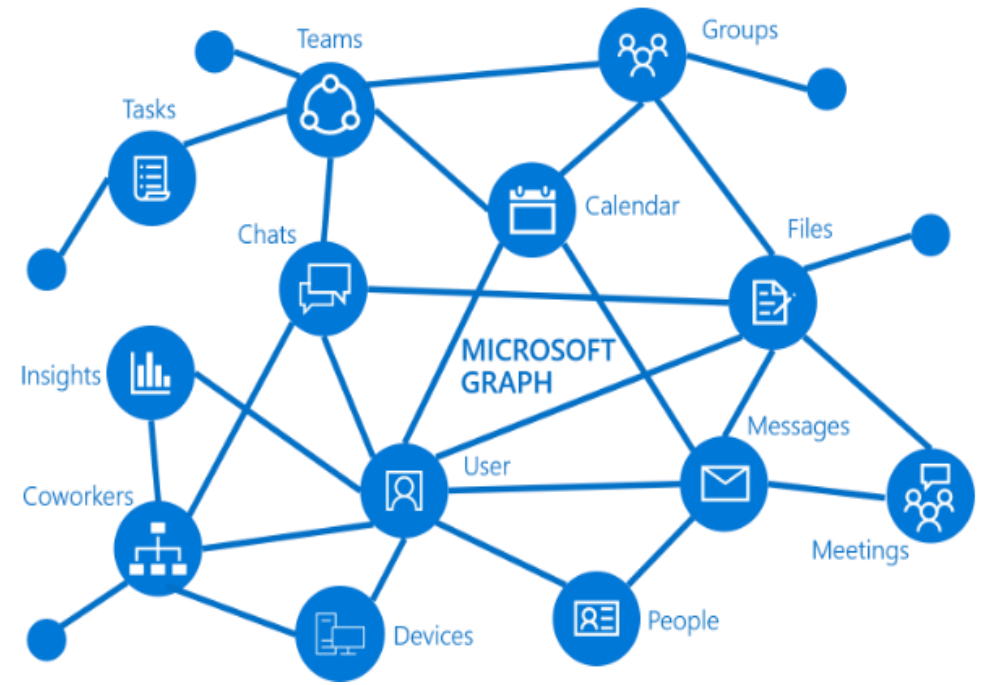 Groups
Teams
Tasks
Calendar
Files
Chats
MICROSOFT
GRAPH
Insights
Messages
User
Coworkers
Meetings
People
Devices